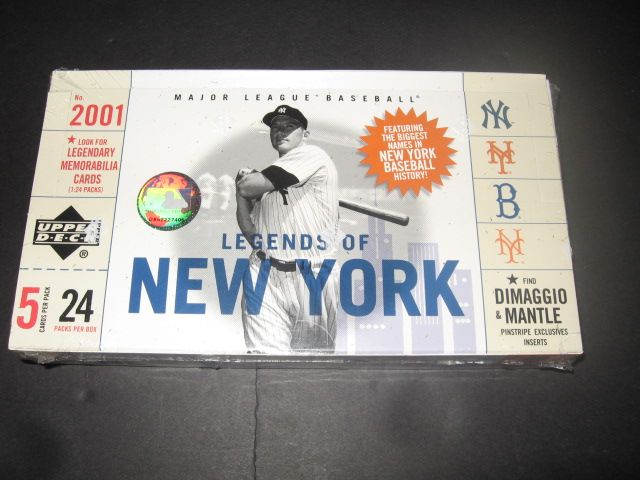 MAJOR LEAGUE BASEBALL
No.
2001
★ LOOK FOR
LEGENDARY
MEMORABILIA
CARDS
(1:24 PACKS)
UPPER
DECK
®
5
CARDS PER PACK
24
PACKS PER BOX
FEATURING
THE BIGGEST
NAMES IN
NEW YORK
BASEBALL
HISTORY!
LEGENDS OF
NEW YORK
NY
NY
B
NY
★ FIND
DIMAGGIO
& MANTLE
PINSTRIPE EXCLUSIVES
INSERTS